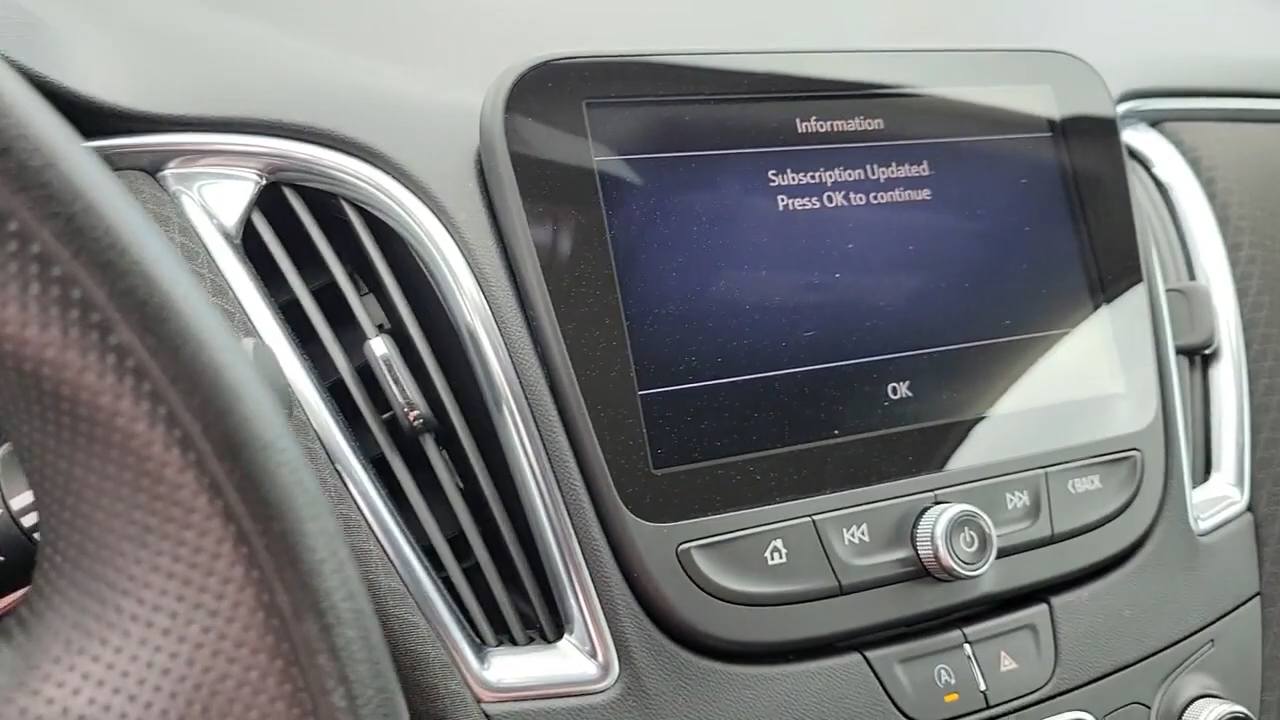 Information
Subscription Updated
Press OK to continue
OK
<BACK
A